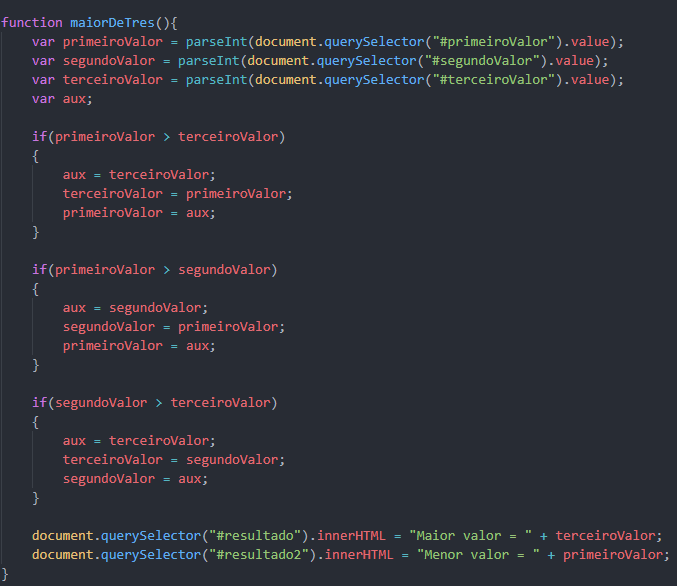 function maiorDeTres(){
    var primeiroValor = parseInt(document.querySelector("#primeiroValor").value);
    var segundoValor = parseInt(document.querySelector("#segundoValor").value);
    var terceiroValor = parseInt(document.querySelector("#terceiroValor").value);
    var aux;

    if(primeiroValor > terceiroValor)
    {
        aux = terceiroValor;
        terceiroValor = primeiroValor;
        primeiroValor = aux;
    }

    if(primeiroValor > segundoValor)
    {
        aux = segundoValor;
        segundoValor = primeiroValor;
        primeiroValor = aux;
    }

    if(segundoValor > terceiroValor)
    {
        aux = terceiroValor;
        terceiroValor = segundoValor;
        segundoValor = aux;
    }

    document.querySelector("#resultado").innerHTML = "Maior valor = " + terceiroValor;
    document.querySelector("#resultado2").innerHTML = "Menor valor = " + primeiroValor;
}